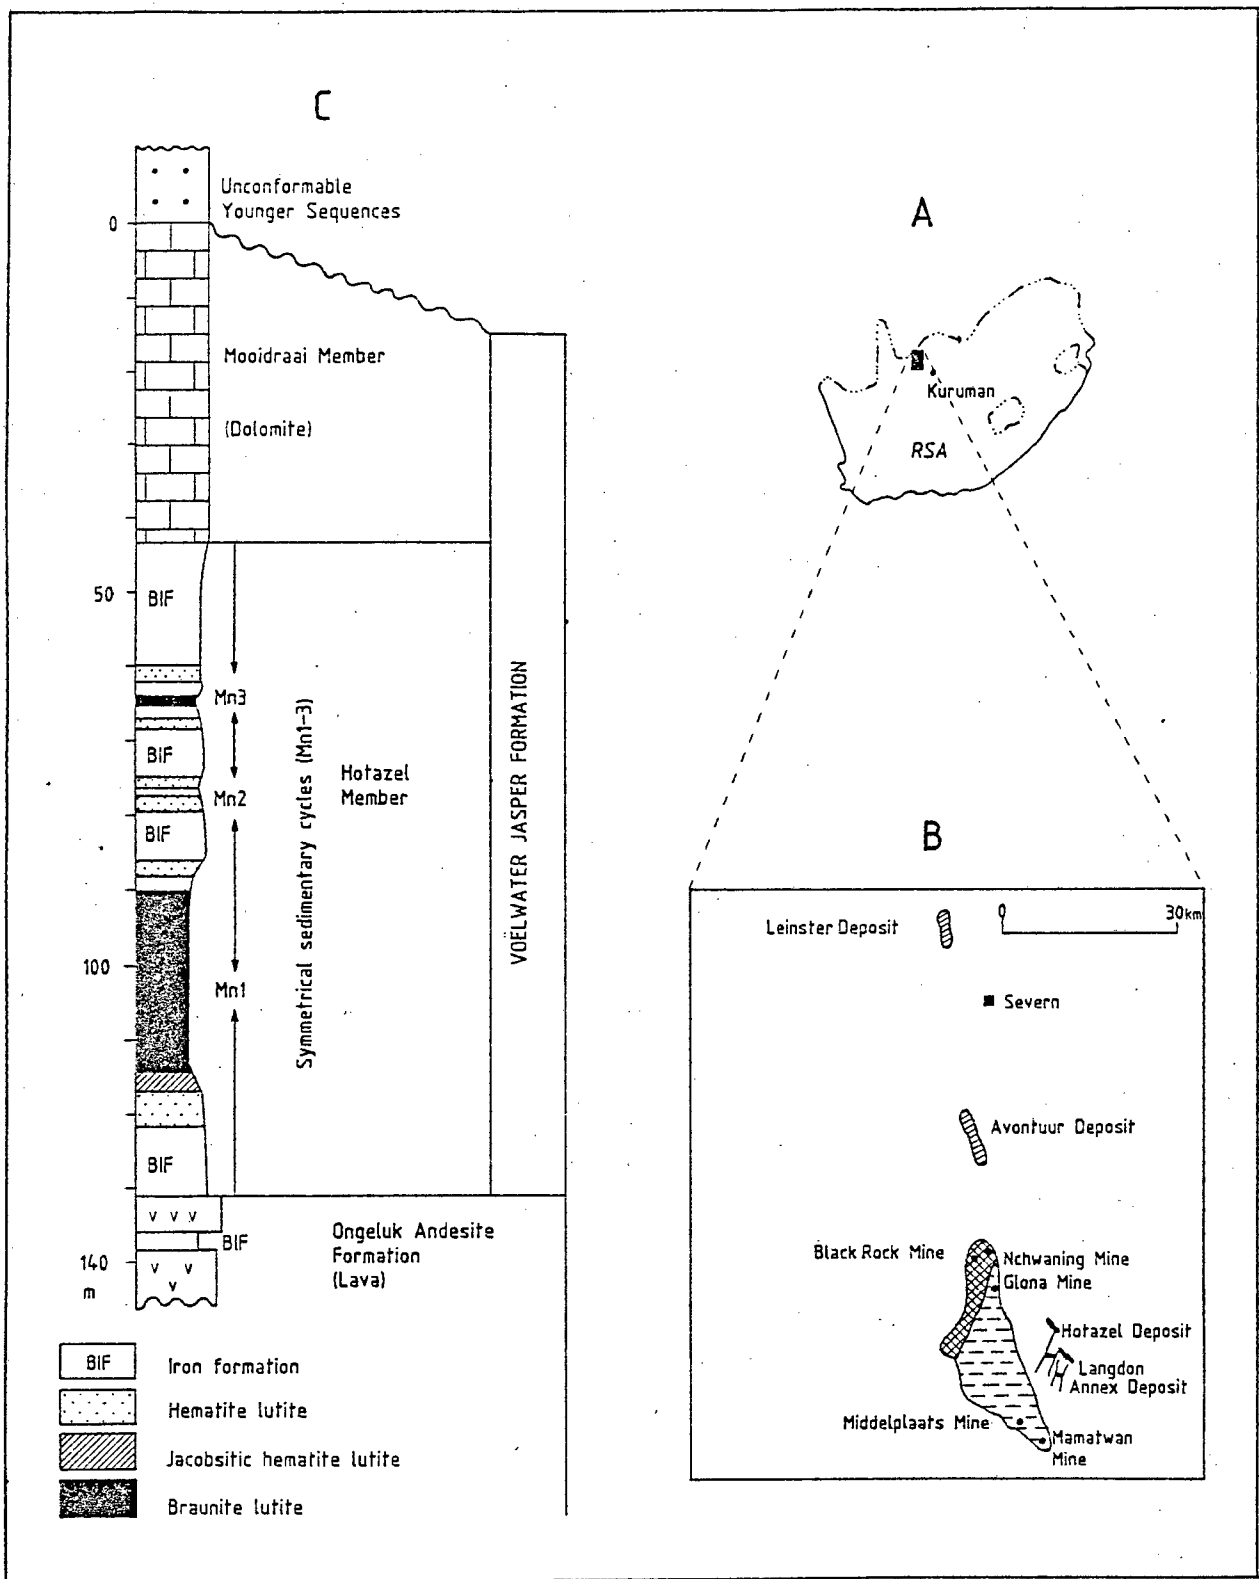 C
Unconformable
Younger Sequences
0
Mooidraai Member
(Dolomite)
50
BIF
Mn3
BIF
Mn2
BIF
100
Mn1
BIF
Symmetrical sedimentary cycles (Mn1-3)
Hotazel
Member
VOELWATER JASPER FORMATION
V V V
BIF
V V
V
140
m
Ongeluk Andesite
Formation
(Lava)
BIF
Iron formation
Hematite lutite
Jacobsitic hematite lutite
Braunite lutite
A
Kuruman
RSA
B
Leinster Deposit
0
30km
Severn
Avontuur Deposit
Black Rock Mine
Nchwaning Mine
Glona Mine
Hotazel Deposit
Langdon
Annex Deposit
Middelplaats Mine
Mamatwan
Mine